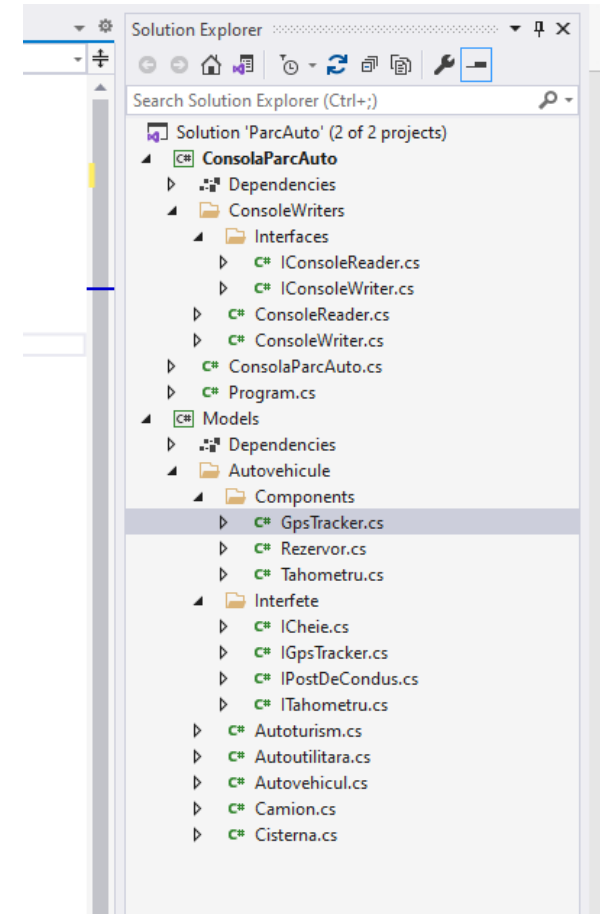 Solution Explorer
Search Solution Explorer (Ctrl+;)
Solution 'ParcAuto' (2 of 2 projects)
C# ConsolaParcAuto
Dependencies
ConsoleWriters
Interfaces
C# IConsoleReader.cs
C# IConsoleWriter.cs
C# ConsoleReader.cs
C# ConsoleWriter.cs
C# ConsolaParcAuto.cs
C# Program.cs
C# Models
Dependencies
Autovehicule
Components
C# GpsTracker.cs
C# Rezervor.cs
C# Tahometru.cs
Interfete
C# ICheie.cs
C# IGpsTracker.cs
C# IPostDeCondus.cs
C# ITahometru.cs
C# Autoturism.cs
C# Autoutilitara.cs
C# Autovehicul.cs
C# Camion.cs
C# Cisterna.cs